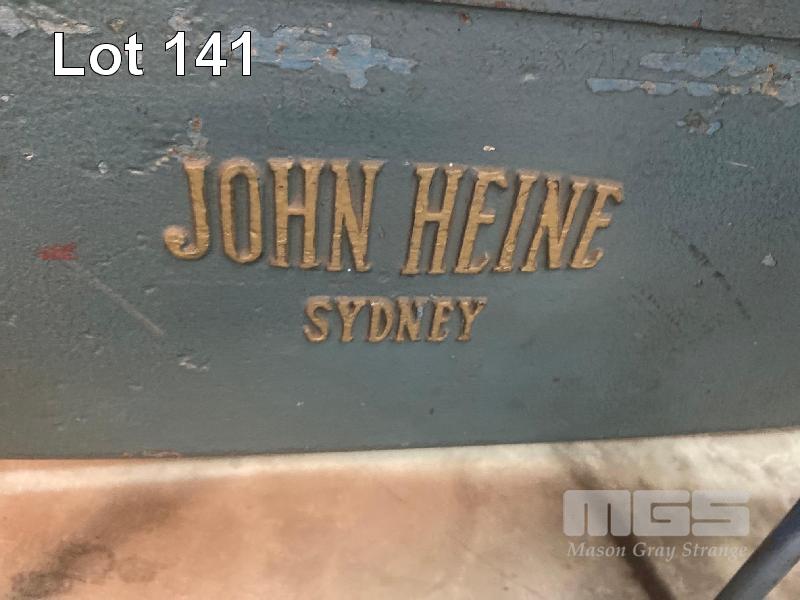 Lot 141
JOHN HEINE
SYDNEY
MGS
Mason Gray Strange